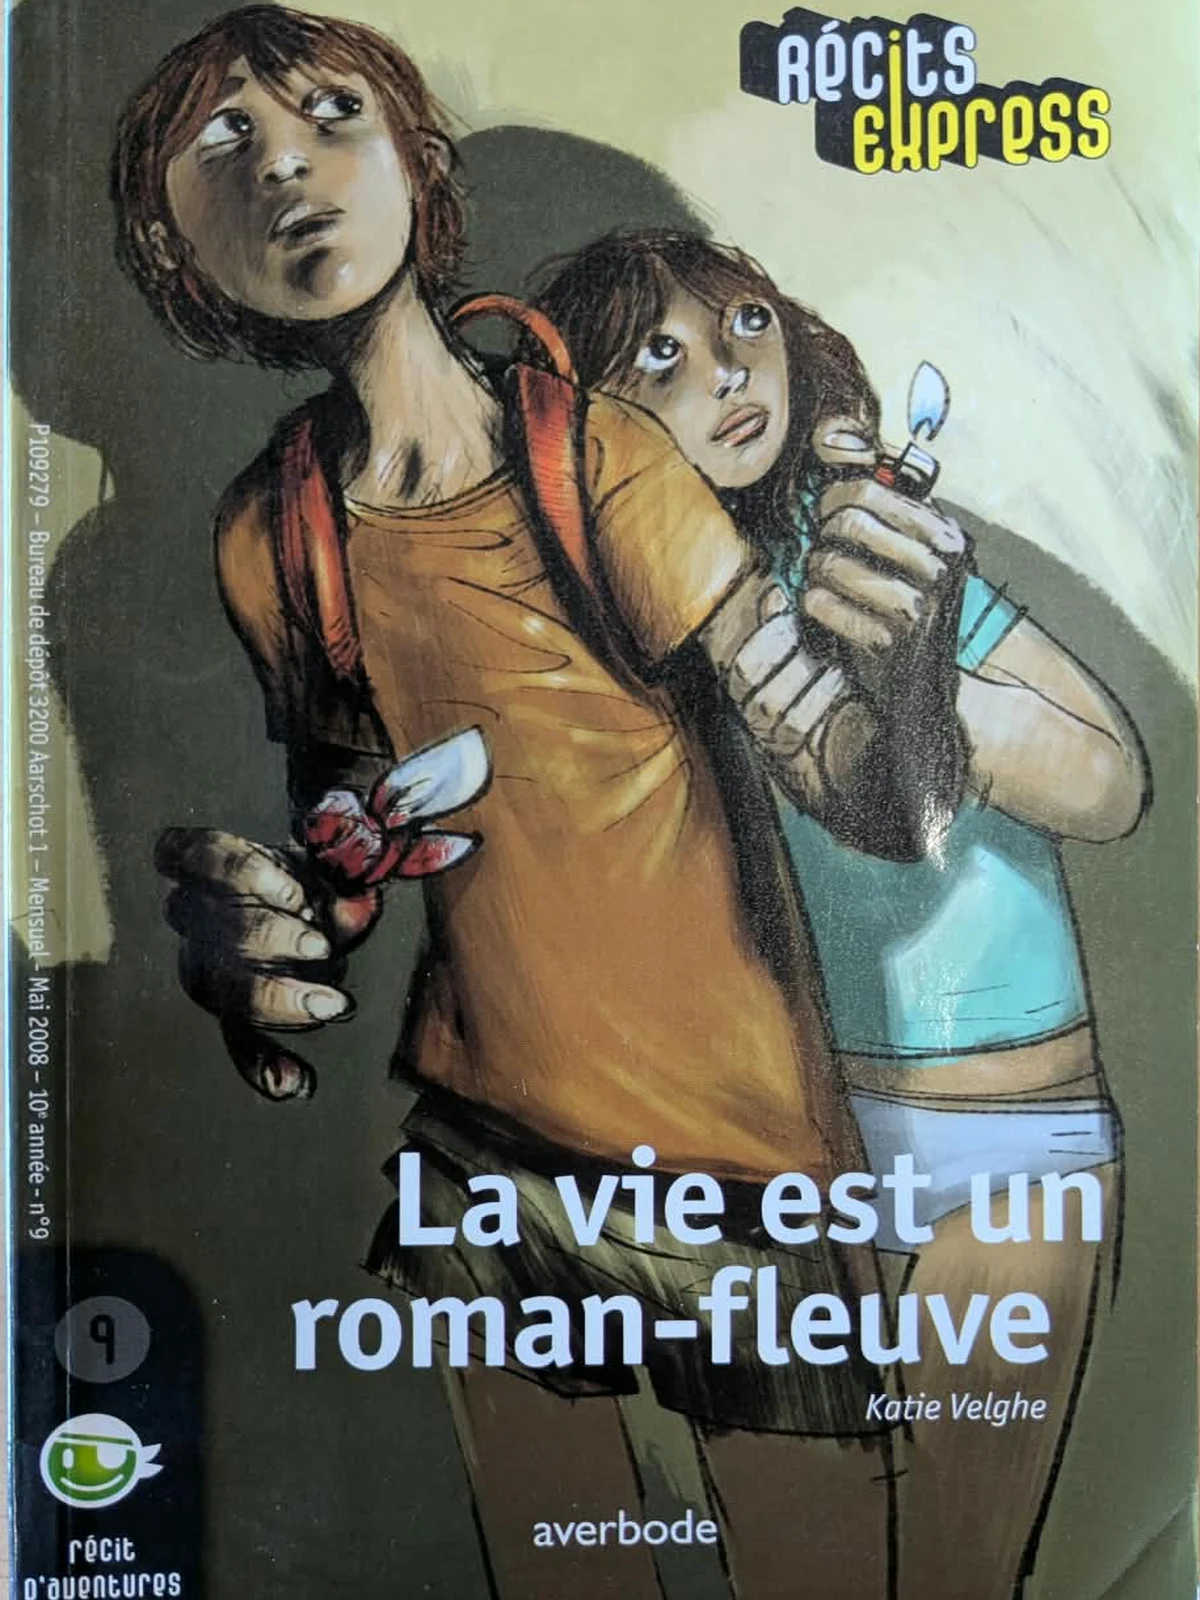 Récits
Express
P109279 – Bureau de dépôt 3200 Aarschot 1 – Mensuel – Mai 2008 – 10e année – n°9
La vie est un
roman-fleuve
Katie Velghe
averbode
9
récit
d'aventures